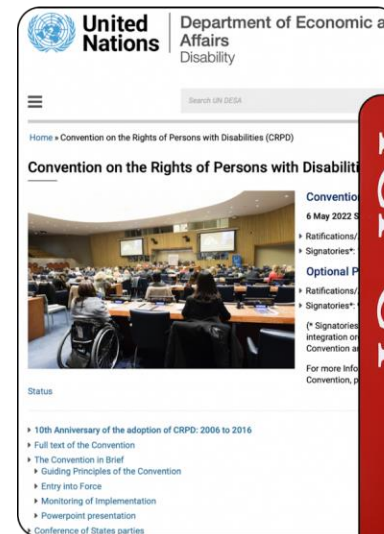 United
Nations
Department of Economic a
Affairs
Disability
Search UN DESA
Home » Convention on the Rights of Persons with Disabilities (CRPD)
Convention on the Rights of Persons with Disabiliti
Conventio
6 May 2022 S
Ratifications/
Signatories*:
Optional P
Ratifications/
Signatories*:
(* Signatories
integration or
Convention a
For more Info
Convention, p
Status
10th Anniversary of the adoption of CRPD: 2006 to 2016
Full text of the Convention
The Convention in Brief
Guiding Principles of the Convention
Entry into Force
Monitoring of Implementation
Powerpoint presentation
Conference of States parties